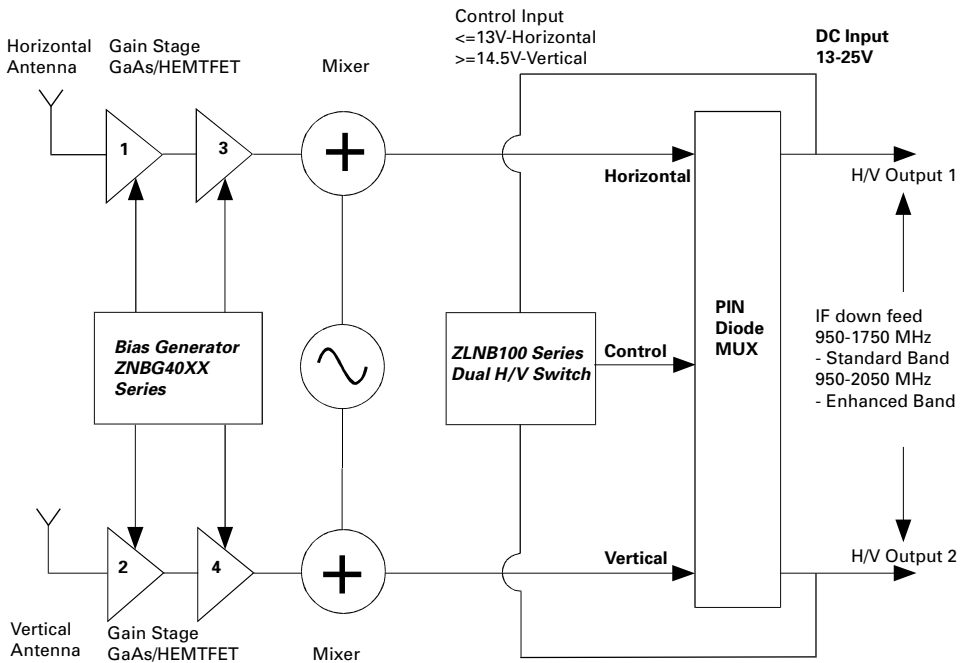 Control Input
<=13V-Horizontal
>=14.5V-Vertical
DC Input
13-25V
Horizontal
Antenna
Gain Stage
GaAs/HEMTFET
Mixer
1
3
Horizontal
H/V Output 1
Bias Generator
ZNBG40XX
Series
ZLNB100 Series
Dual H/V Switch
Control
PIN
Diode
MUX
IF down feed
950-1750 MHz
- Standard Band
950-2050 MHz
- Enhanced Band
2
4
Vertical
H/V Output 2
Vertical
Antenna
Gain Stage
GaAs/HEMTFET
Mixer